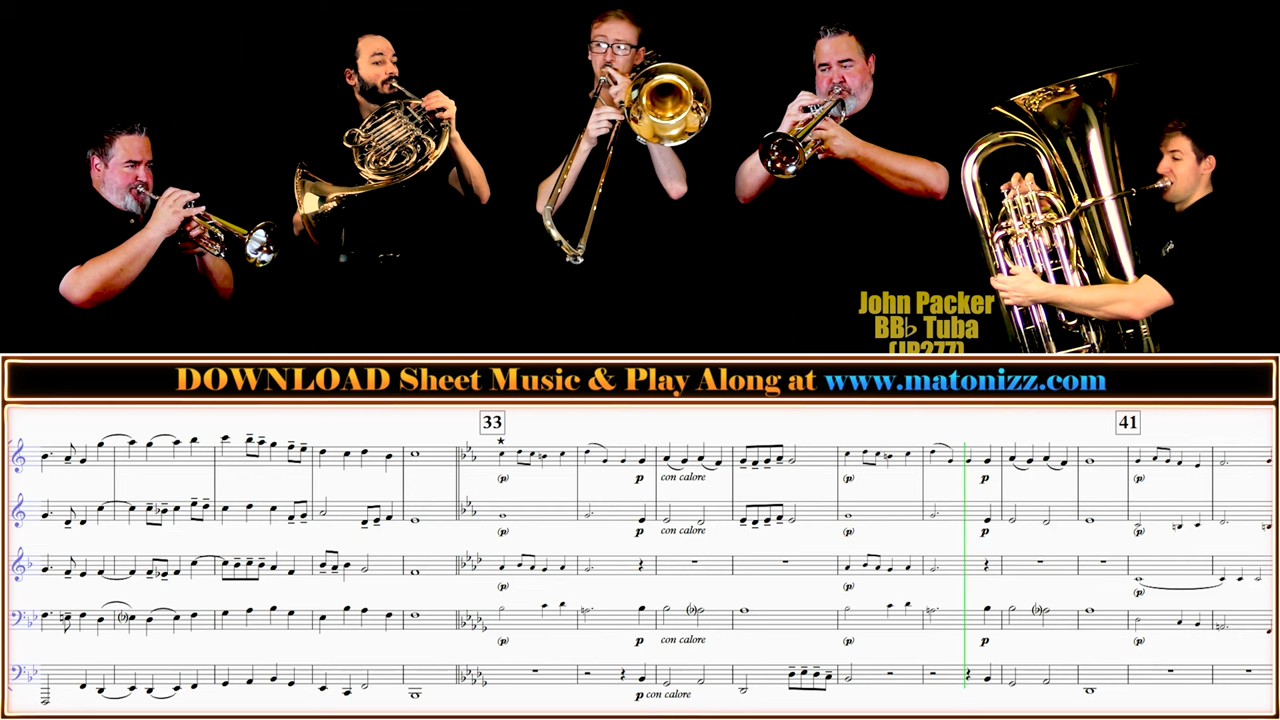 John Packer
BB♭ Tuba
(JP277)
DOWNLOAD Sheet Music & Play Along at www.matonizz.com
33
41
(p) p con calore (p) p (p)
(p) p con calore (p) p (p)
(p) (p) (p)
(p) p con calore (p) p
p con calore